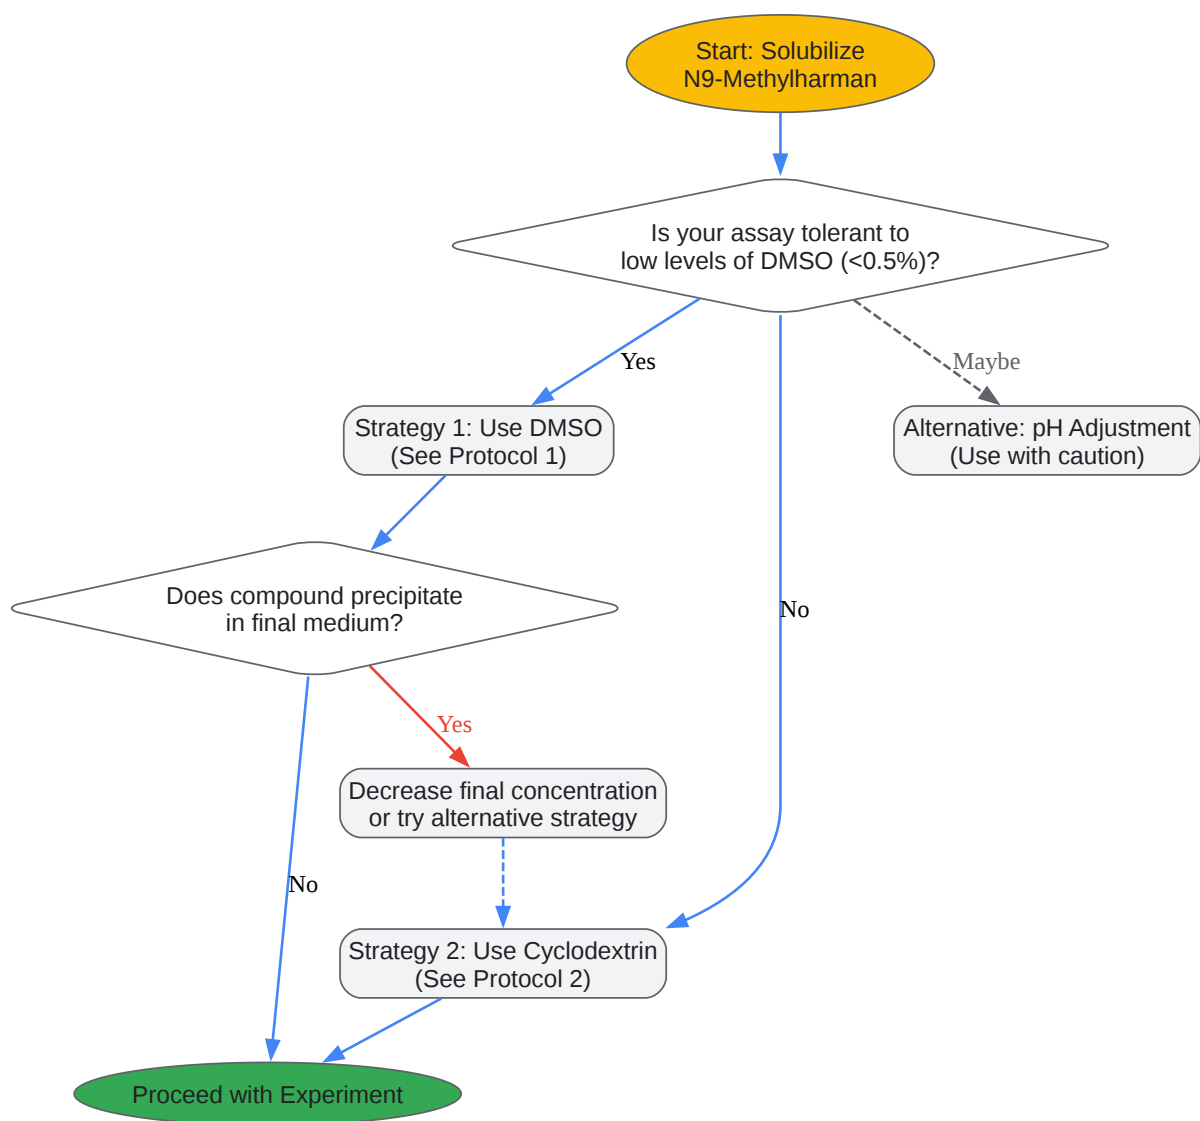 Start: Solubilize
N9-Methylharman
Is your assay tolerant to
low levels of DMSO (<0.5%)?
Yes
Maybe
Strategy 1: Use DMSO
(See Protocol 1)
Alternative: pH Adjustment
(Use with caution)
Does compound precipitate
in final medium?
No
Yes
Decrease final concentration
or try alternative strategy
No
Strategy 2: Use Cyclodextrin
(See Protocol 2)
Proceed with Experiment